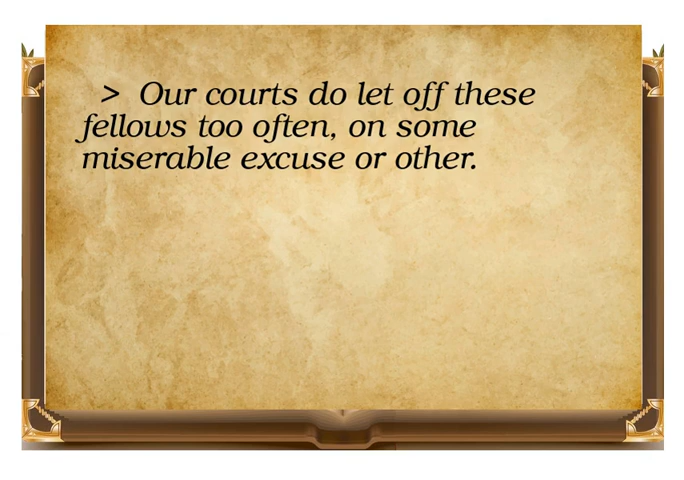 > Our courts do let off these
fellows too often, on some
miserable excuse or other.